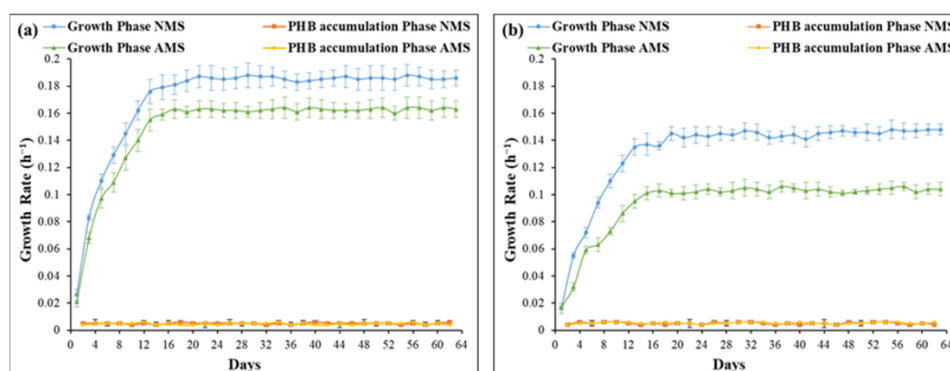 (a)
Growth Phase NMS
PHB accumulation Phase NMS
Growth Phase AMS
PHB accumulation Phase AMS
Growth Rate (h⁻¹)
0.2
0.18
0.16
0.14
0.12
0.1
0.08
0.06
0.04
0.02
0
0 4 8 12 16 20 24 28 32 36 40 44 48 52 56 60 64
Days
(b)
Growth Phase NMS
PHB accumulation Phase NMS
Growth Phase AMS
PHB accumulation Phase AMS
Growth Rate (h⁻¹)
0.2
0.18
0.16
0.14
0.12
0.1
0.08
0.06
0.04
0.02
0
0 4 8 12 16 20 24 28 32 36 40 44 48 52 56 60 64
Days